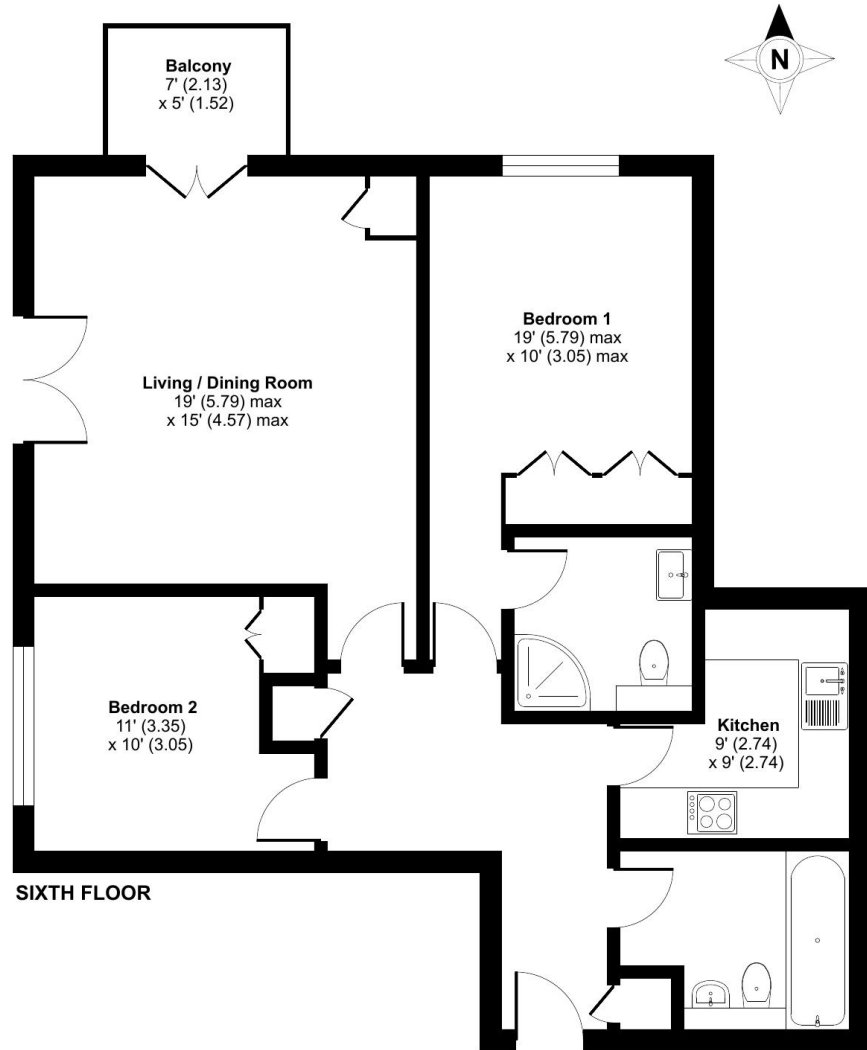 Balcony
7' (2.13)
x 5' (1.52)
N
Bedroom 1
19' (5.79) max
x 10' (3.05) max
Living / Dining Room
19' (5.79) max
x 15' (4.57) max
Bedroom 2
11' (3.35)
x 10' (3.05)
Kitchen
9' (2.74)
x 9' (2.74)
SIXTH FLOOR